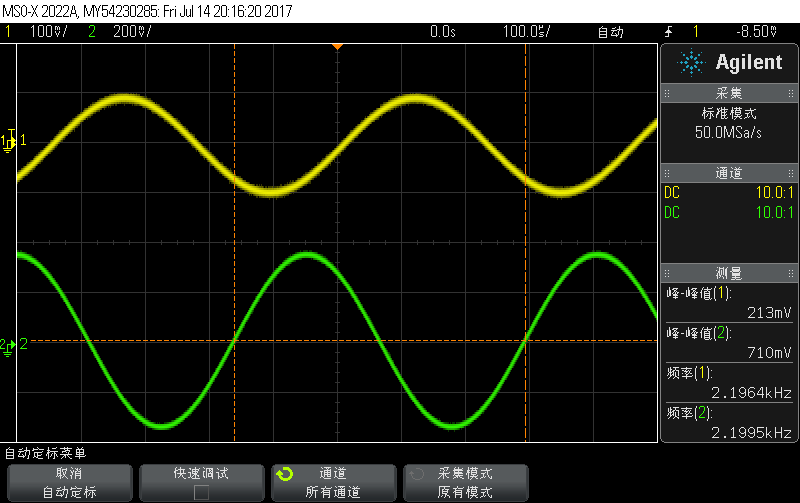 MSO-X 2022A, MY54230285: Fri Jul 14 20:16:20 2017
1 100%/ 2 200%/ 0.0s 100.0%/ 自动 1 -8.50%
1 T 1
2 2
Agilent
采集
标准模式
50.0MSa/s
通道
DC 10.0:1
DC 10.0:1
测量
峰-峰值(1):
213mV
峰-峰值(2):
710mV
频率(1):
2.1964kHz
频率(2):
2.1995kHz
自动定标菜单
取消
自动定标
快速调试
通道
所有通道
采集模式
原有模式